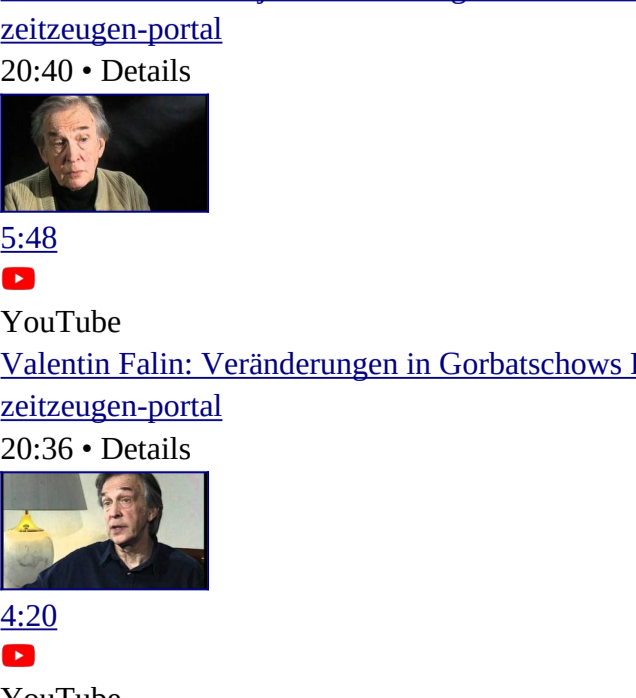 zeitzeugen-portal
20:40 • Details
5:48
YouTube
Valentin Falin: Veränderungen in Gorbatschows
zeitzeugen-portal
20:36 • Details
4:20
YouTube